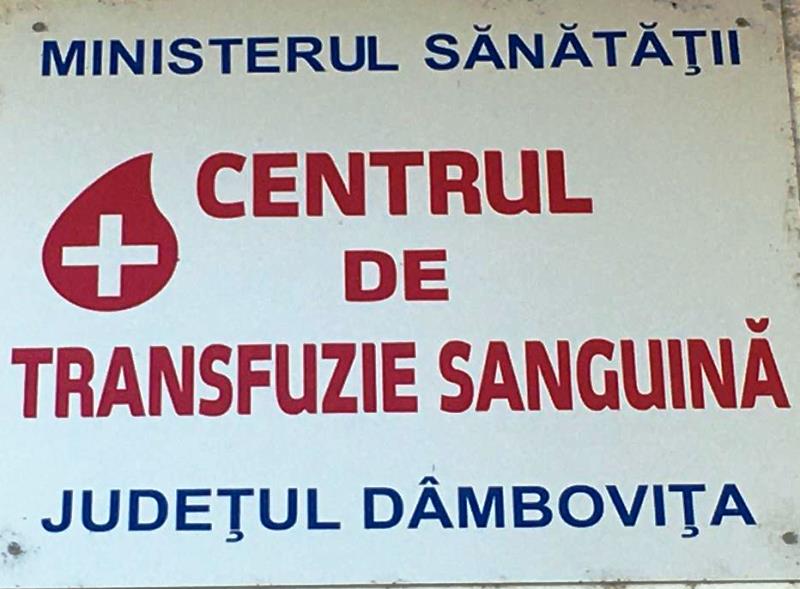 MINISTERUL SĂNĂTĂŢII
CENTRUL
DE
TRANSFUZIE SANGUINĂ
JUDEŢUL DÂMBOVIŢA